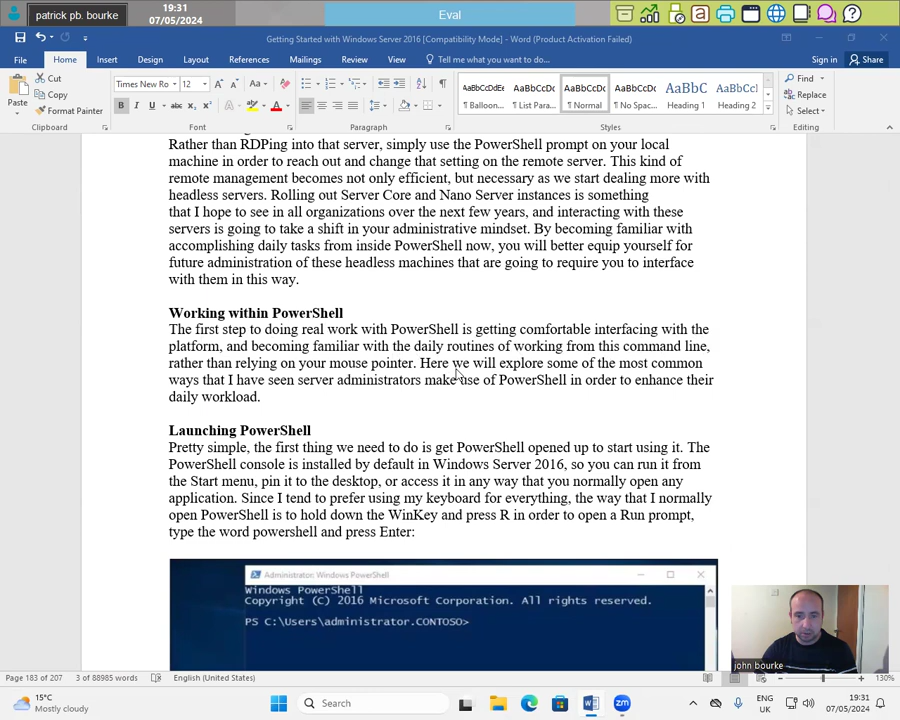 patrick pb. bourke
19:31
07/05/2024
Eval
Getting Started with Windows Server 2016 [Compatibility Mode] - Word (Product Activation Failed)
File Home Insert Design Layout References Mailings Review View Tell me what you want to do... Sign in Share
Paste
Cut
Copy
Format Painter
Clipboard
Times New Ro 12
Font
Paragraph
AaBbCcDdEe AaBbCcDc AaBbCcDc AaBbCcDc AaBbC AaBbCcl
¶ Balloon... ¶ List Para... ¶ Normal ¶ No Spac... Heading 1 Heading 2
Styles
Find
Replace
Select
Editing
Rather than RDPing into that server, simply use the PowerShell prompt on your local
machine in order to reach out and change that setting on the remote server. This kind of
remote management becomes not only efficient, but necessary as we start dealing more with
headless servers. Rolling out Server Core and Nano Server instances is something
that I hope to see in all organizations over the next few years, and interacting with these
servers is going to take a shift in your administrative mindset. By becoming familiar with
accomplishing daily tasks from inside PowerShell now, you will better equip yourself for
future administration of these headless machines that are going to require you to interface
with them in this way.
Working within PowerShell
The first step to doing real work with PowerShell is getting comfortable interfacing with the
platform, and becoming familiar with the daily routines of working from this command line,
rather than relying on your mouse pointer. Here we will explore some of the most common
ways that I have seen server administrators make use of PowerShell in order to enhance their
daily workload.
Launching PowerShell
Pretty simple, the first thing we need to do is get PowerShell opened up to start using it. The
PowerShell console is installed by default in Windows Server 2016, so you can run it from
the Start menu, pin it to the desktop, or access it in any way that you normally open any
application. Since I tend to prefer using my keyboard for everything, the way that I normally
open PowerShell is to hold down the WinKey and press R in order to open a Run prompt,
type the word powershell and press Enter:
Administrator: Windows PowerShell
Windows PowerShell
Copyright (C) 2016 Microsoft Corporation. All rights reserved.
PS C:\Users\administrator.CONTOSO>
john bourke
Page 183 of 207 3 of 88985 words English (United States) 130%
15°C
Mostly cloudy
Search
ENG
UK
19:31
07/05/2024